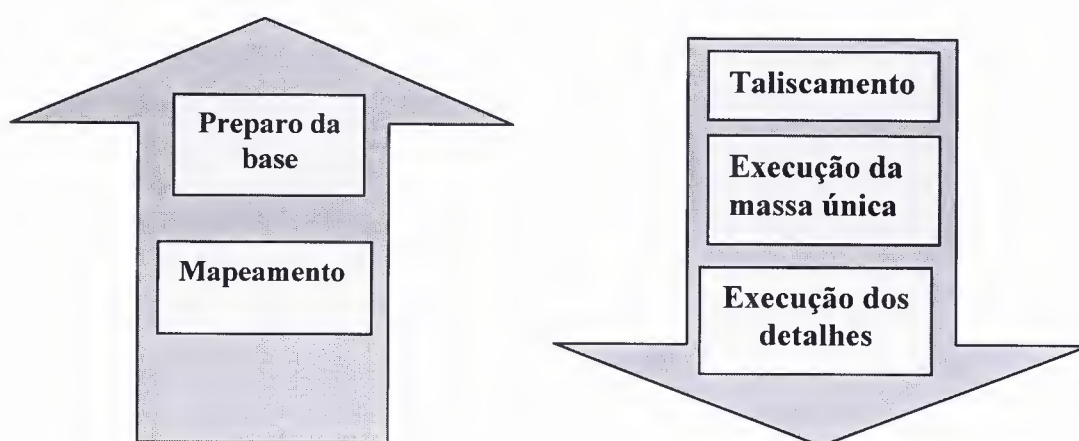 Preparo da
base
Mapeamento
Taliscamento
Execução da
massa única
Execução dos
detalhes